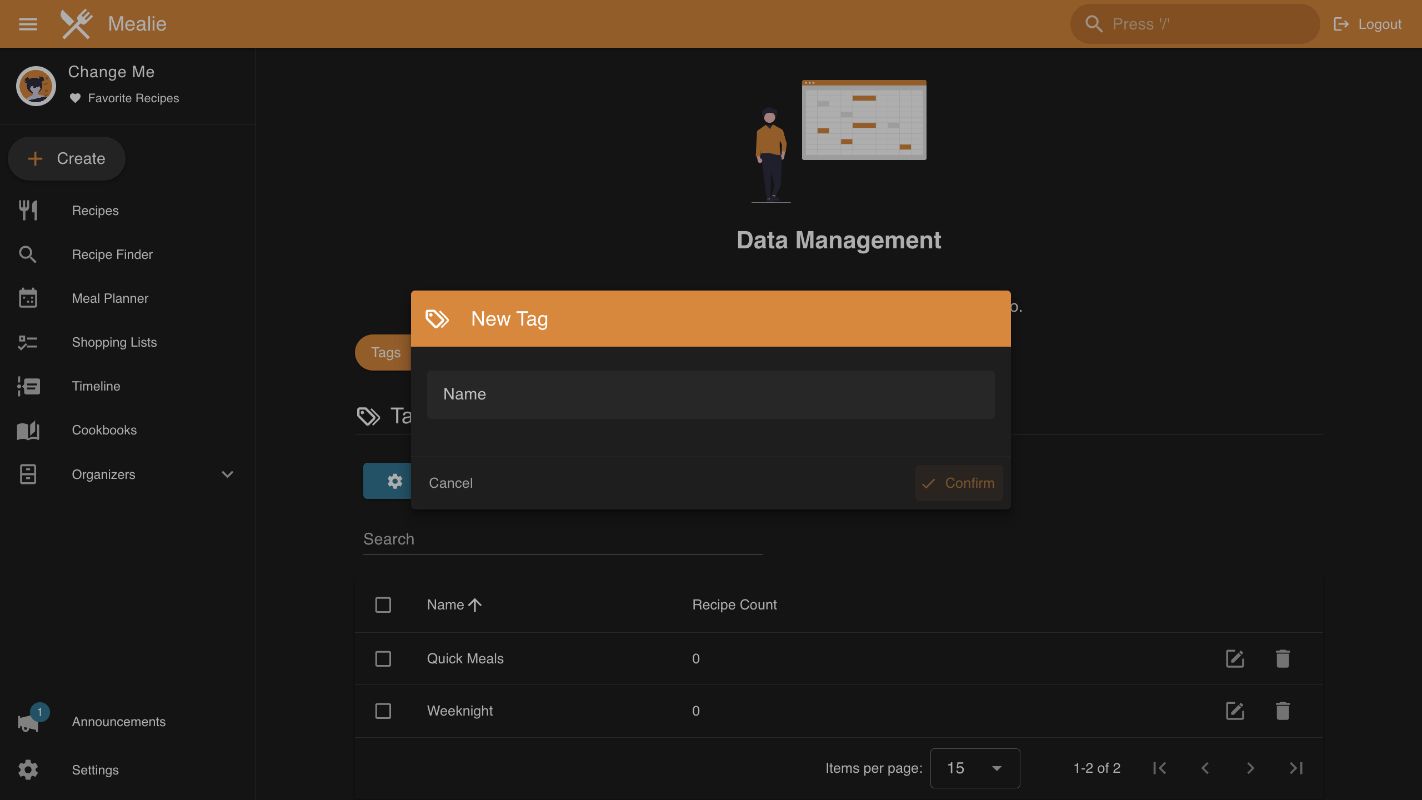 Mealie
Press '/'
Logout
Change Me
Favorite Recipes
Create
Recipes
Recipe Finder
Meal Planner
Shopping Lists
Timeline
Cookbooks
Organizers
1
Announcements
Settings
Data Management
o.
Tags
Ta
New Tag
Name
Cancel
Confirm
Search
Name Recipe Count
Quick Meals 0
Weeknight 0
Items per page: 15 1-2 of 2